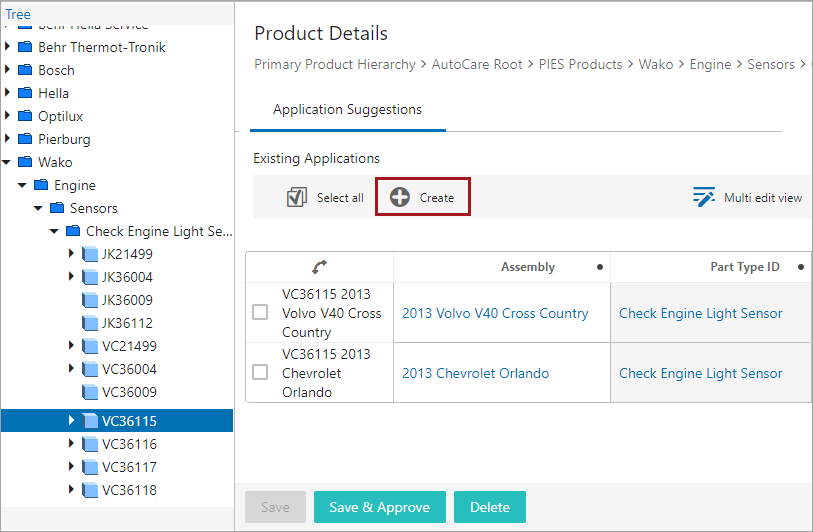 Tree
Behr Hella Service
Behr Thermot-Tronik
Bosch
Hella
Optilux
Pierburg
Wako
Engine
Sensors
Check Engine Light Se...
JK21499
JK36004
JK36009
JK36112
VC21499
VC36004
VC36009
VC36115
VC36116
VC36117
VC36118
Product Details
Primary Product Hierarchy > AutoCare Root > PIES Products > Wako > Engine > Sensors >
Application Suggestions
Existing Applications
Select all
Create
Multi edit view
Assembly
Part Type ID
VC36115 2013
Volvo V40 Cross
Country
2013 Volvo V40 Cross Country
Check Engine Light Sensor
VC36115 2013
Chevrolet
Orlando
2013 Chevrolet Orlando
Check Engine Light Sensor
Save
Save & Approve
Delete